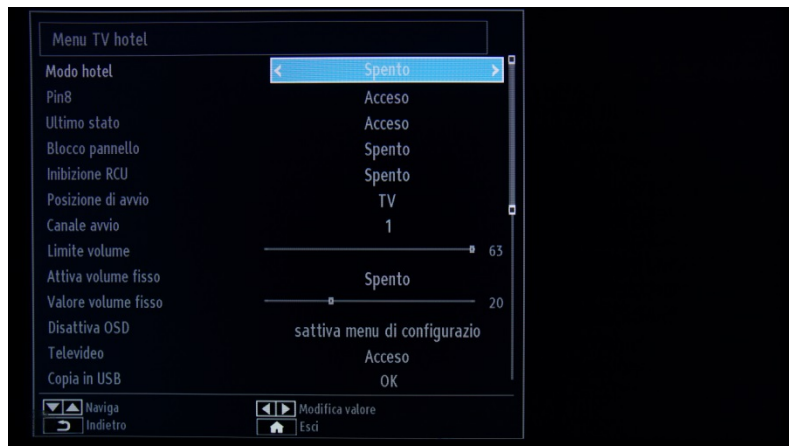 Menu TV hotel
Modo hotel Spento
Pin8 Acceso
Ultimo stato Acceso
Blocco pannello Spento
Inibizione RCU Spento
Posizione di avvio TV
Canale avvio 1
Limite volume 63
Attiva volume fisso Spento
Valore volume fisso 20
Disattiva OSD sattiva menu di configurazio
Televideo Acceso
Copia in USB OK
Naviga Modifica valore
Indietro Esci